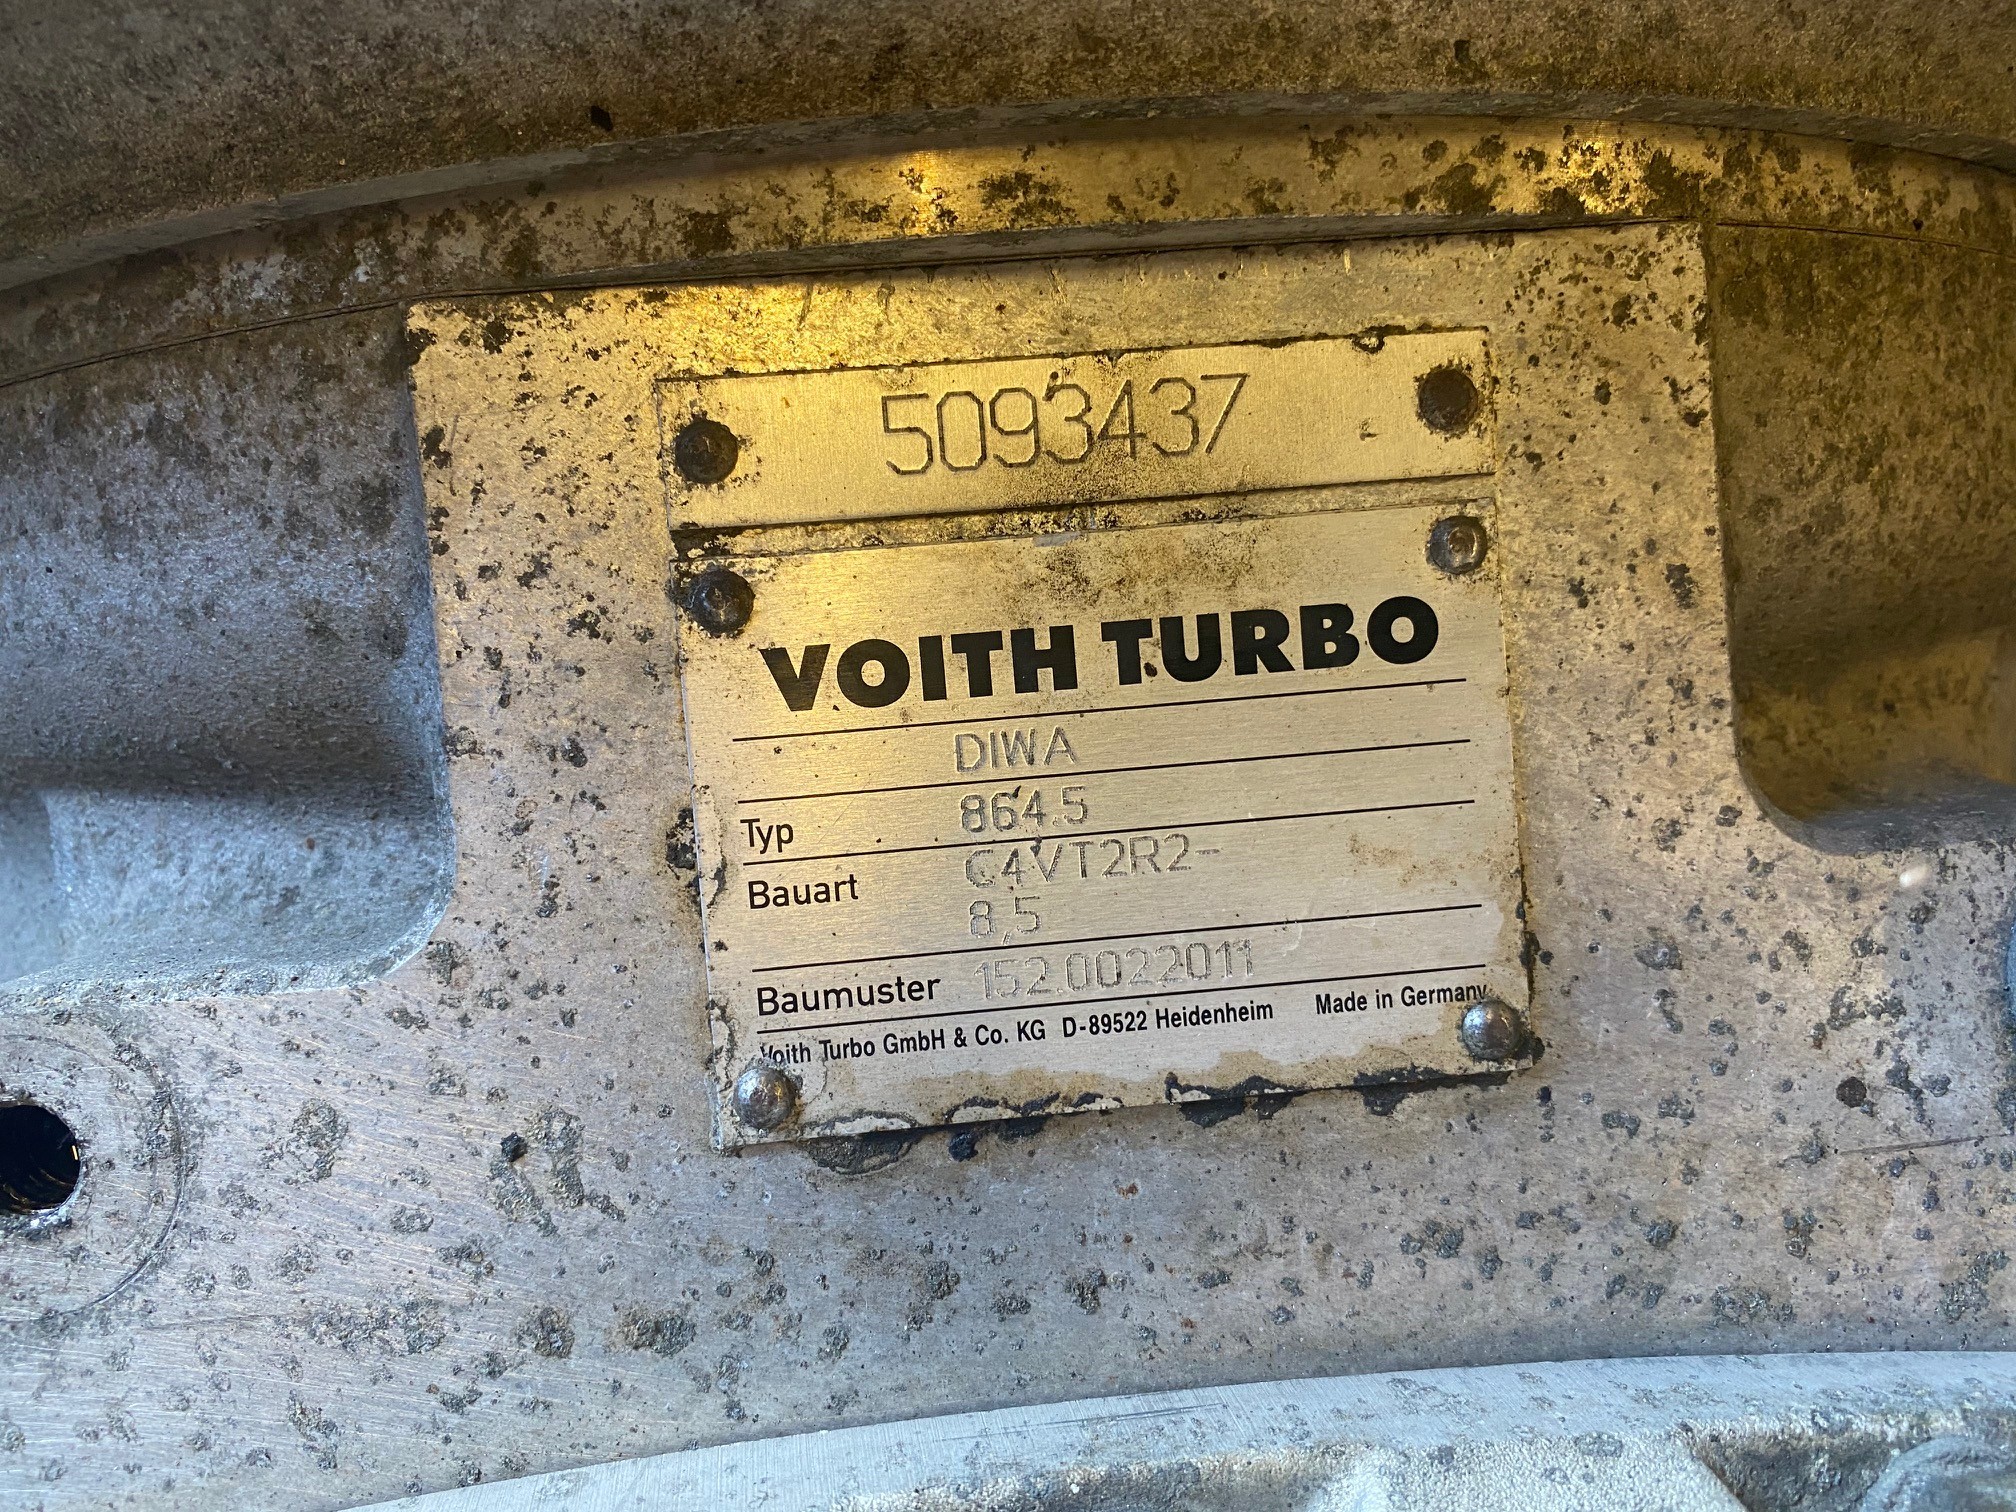 5093437
VOITH TURBO
DIWA
Typ 864.5
Bauart C4VT2R2-
8,5
Baumuster 152.0022011
Voith Turbo GmbH & Co. KG D-89522 Heidenheim Made in Germany